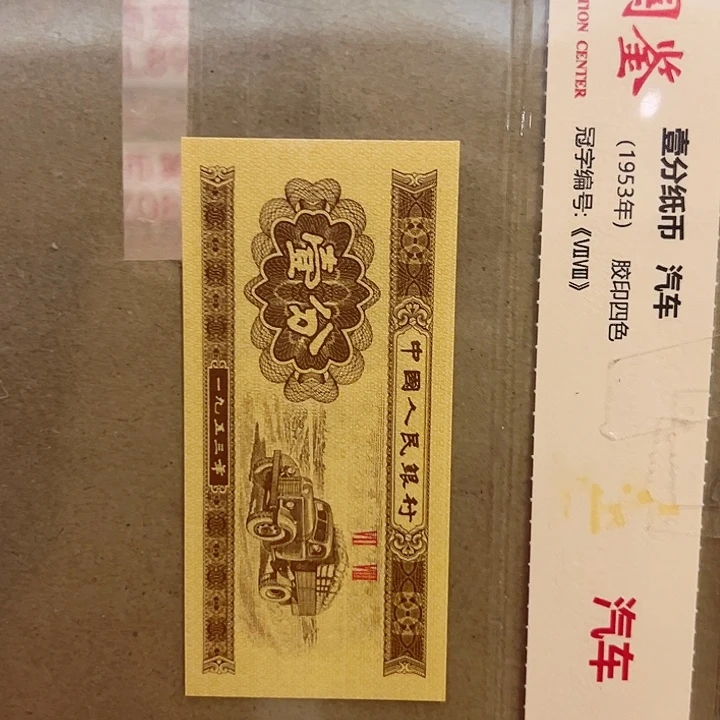 鉴
TION CENTER
壹分纸币 汽车
(1953年) 胶印四色
冠字编号:《ⅦⅧ》
汽车
中國人民銀行
壹分
Ⅶ Ⅷ
一九五三年